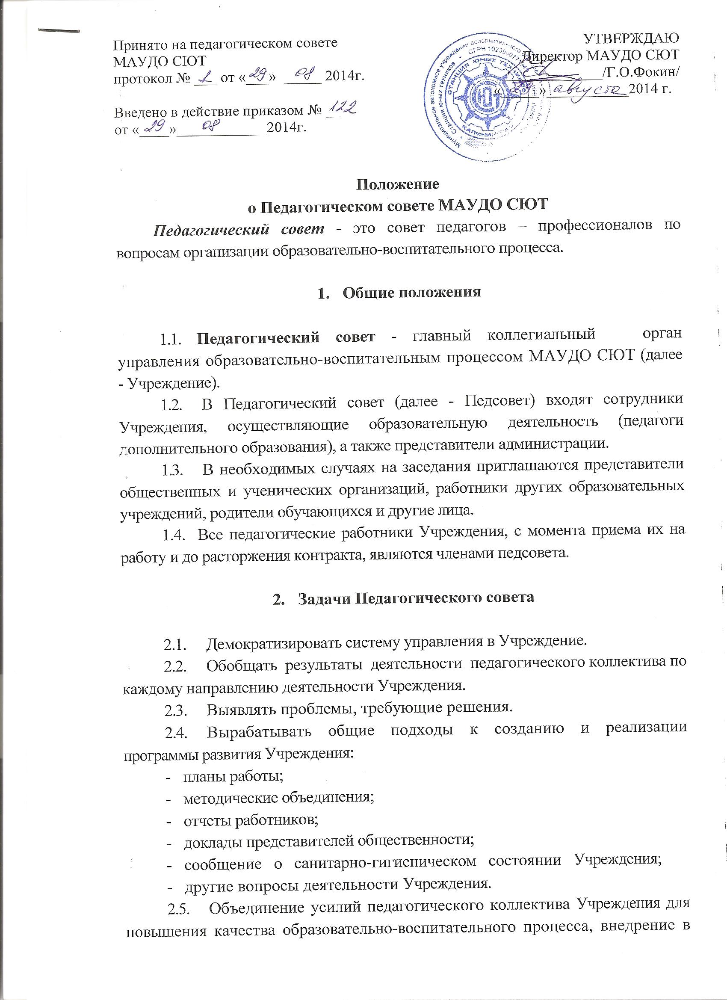 Принято на педагогическом совете
МАУДО СЮТ
протокол № 1 от «29» 08 2014г.
Введено в действие приказом № 122
от «29» 08 2014г.
УТВЕРЖДАЮ
Директор МАУДО СЮТ
/Г.О.Фокин/
«29» августа 2014 г.
Муниципальное автономное учреждение дополнительного
Станция юных техников * ОГРН
СТАНЦИЯ ЮНЫХ ТЕХНИКОВ
СЮТ
Положение
о Педагогическом совете МАУДО СЮТ
Педагогический совет - это совет педагогов – профессионалов по
вопросам организации образовательно-воспитательного процесса.
1. Общие положения
1.1. Педагогический совет - главный коллегиальный орган
управления образовательно-воспитательным процессом МАУДО СЮТ (далее
- Учреждение).
1.2. В Педагогический совет (далее - Педсовет) входят сотрудники
Учреждения, осуществляющие образовательную деятельность (педагоги
дополнительного образования), а также представители администрации.
1.3. В необходимых случаях на заседания приглашаются представители
общественных и ученических организаций, работники других образовательных
учреждений, родители обучающихся и другие лица.
1.4. Все педагогические работники Учреждения, с момента приема их на
работу и до расторжения контракта, являются членами педсовета.
2. Задачи Педагогического совета
2.1. Демократизировать систему управления в Учреждение.
2.2. Обобщать результаты деятельности педагогического коллектива по
каждому направлению деятельности Учреждения.
2.3. Выявлять проблемы, требующие решения.
2.4. Вырабатывать общие подходы к созданию и реализации
программы развития Учреждения:
- планы работы;
- методические объединения;
- отчеты работников;
- доклады представителей общественности;
- сообщение о санитарно-гигиеническом состоянии Учреждения;
- другие вопросы деятельности Учреждения.
2.5. Объединение усилий педагогического коллектива Учреждения для
повышения качества образовательно-воспитательного процесса, внедрение в